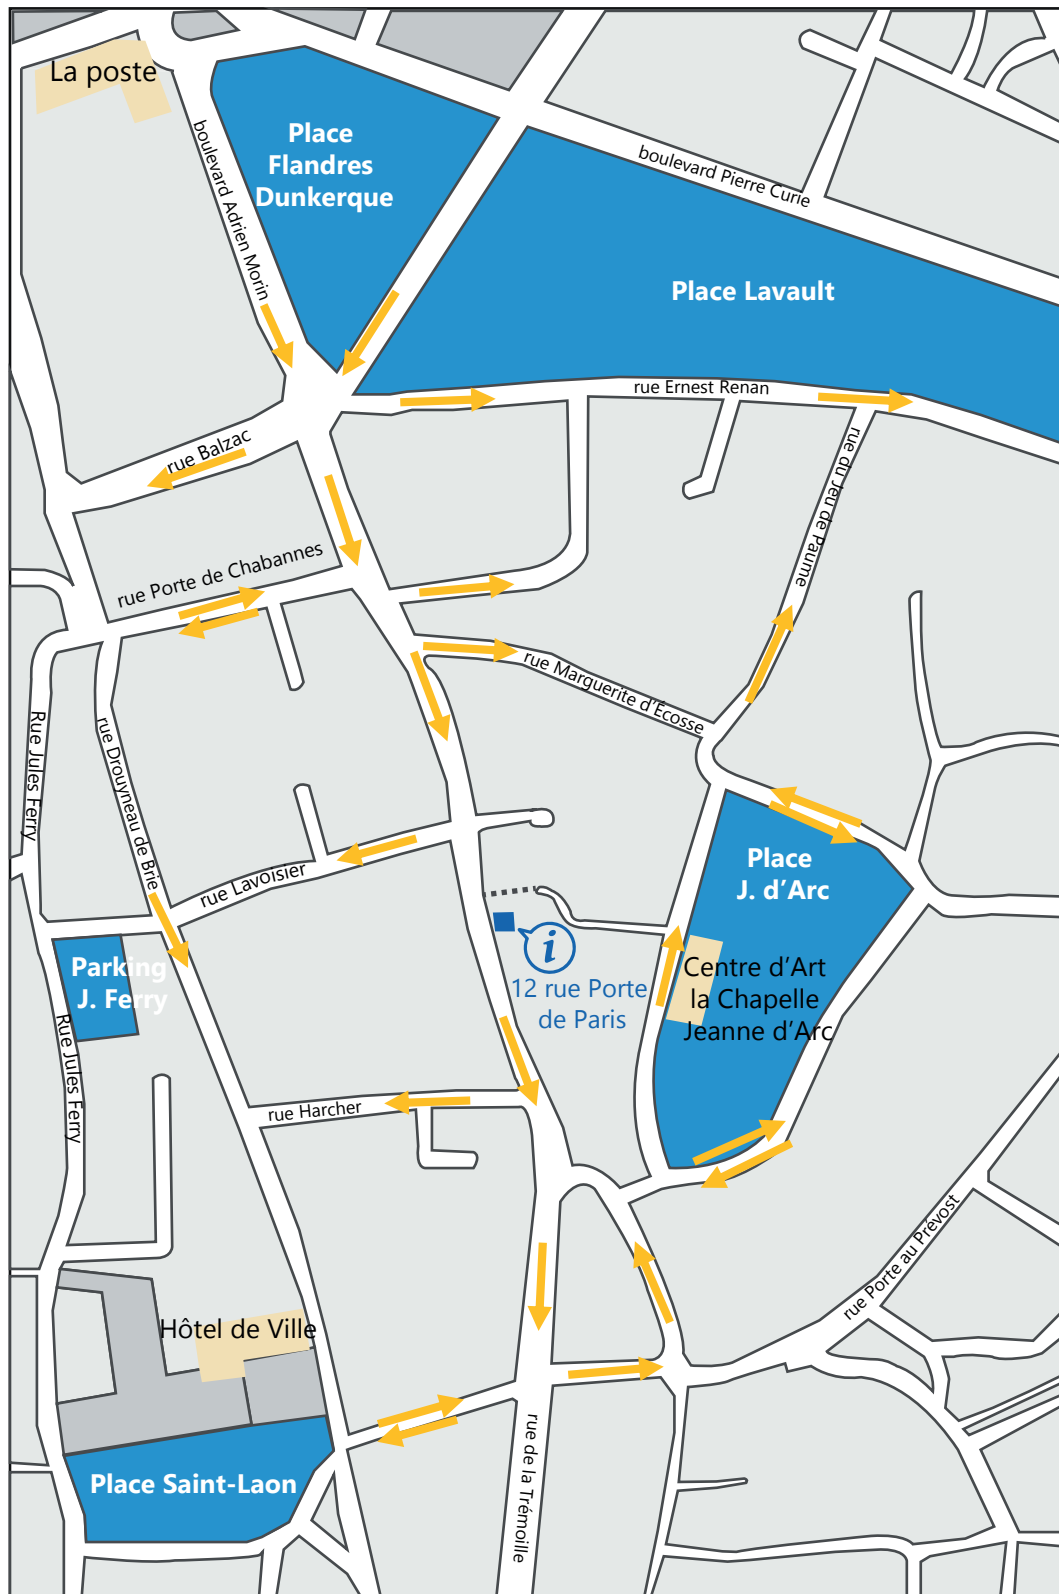 La poste
Place
Flandres
Dunkerque
boulevard Adrien Morin
boulevard Pierre Curie
Place Lavault
rue Ernest Renan
rue Balzac
rue du Jeu de Paume
rue Porte de Chabannes
rue Marguerite d'Écosse
Rue Jules Ferry
rue Drouyneau de Brie
rue Lavoisier
Place
J. d'Arc
Parking
J. Ferry
i
12 rue Porte
de Paris
Centre d'Art
la Chapelle
Jeanne d'Arc
Rue Jules Ferry
rue Harcher
rue Porte au Prévost
Hôtel de Ville
rue de la Trémoille
Place Saint-Laon